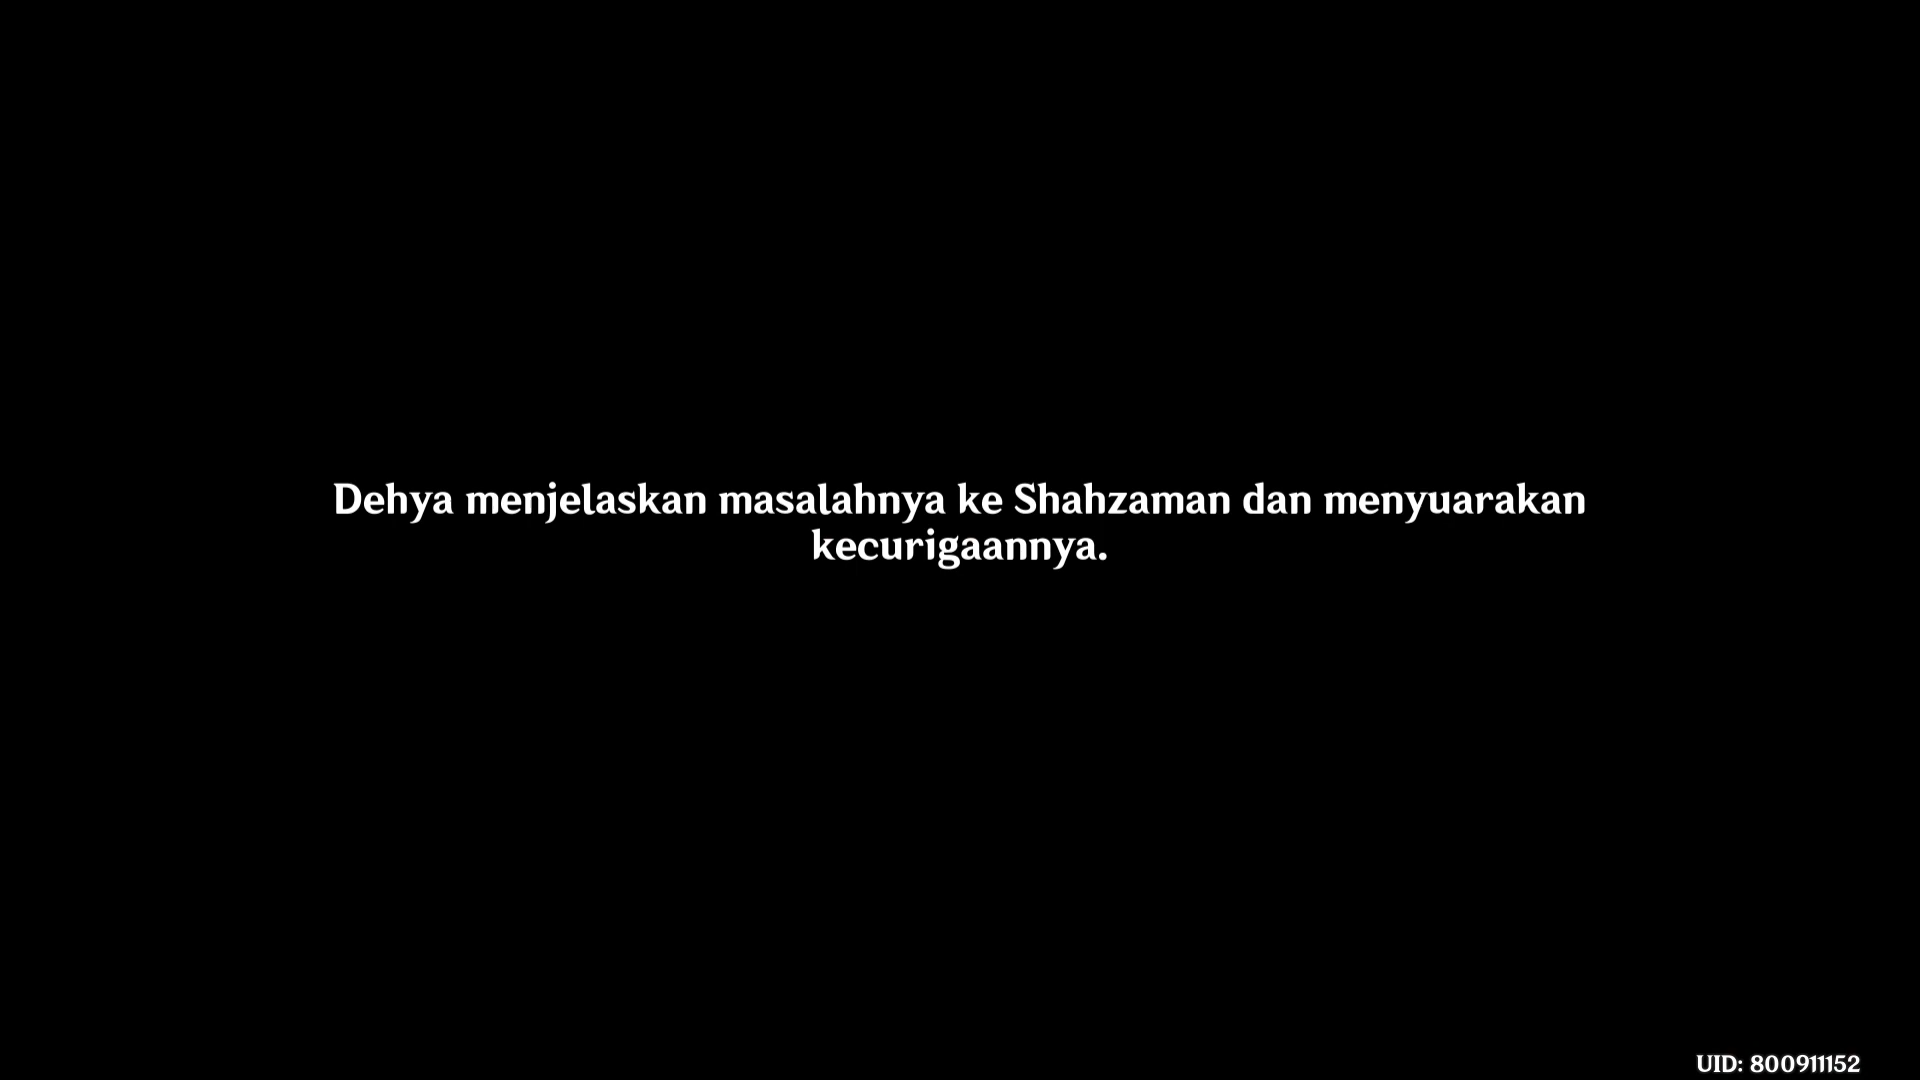 Dehya menjelaskan masalahnya ke Shahzaman dan menyuarakan
kecurigaannya.
UID: 800911152